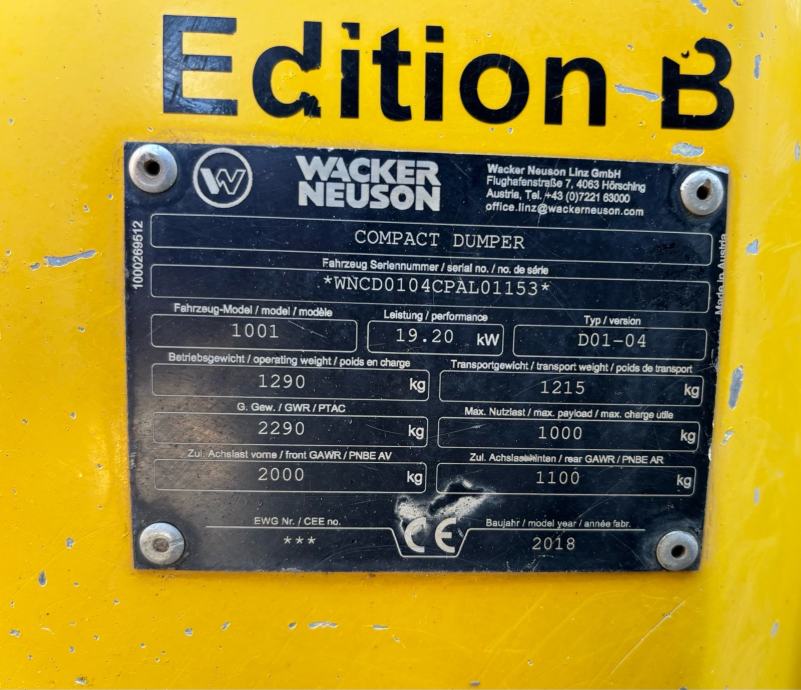 Edition B
WACKER
NEUSON
Wacker Neuson Linz GmbH
Flughafenstraße 7, 4063 Hörsching
Austria, Tel. +43 (0)7221 63000
office.linz@wackerneuson.com
1000269512
COMPACT DUMPER
Made in Austria
Fahrzeug Seriennummer / serial no. / no. de série
*WNCD0104CPAL01153*
Fahrzeug-Model / model / modèle Leistung / performance Typ / version
1001 19.20 kW D01-04
Betriebsgewicht / operating weight / poids en charge Transportgewicht / transport weight / poids de transport
1290 kg 1215 kg
G. Gew. / GWR / PTAC Max. Nutzlast / max. payload / max. charge utile
2290 kg 1000 kg
Zul. Achslast vorne / front GAWR / PNBE AV Zul. Achslasthinten / rear GAWR / PNBE AR
2000 kg 1100 kg
EWG Nr. / CEE no. CE Baujahr / model year / année fabr.
*** 2018